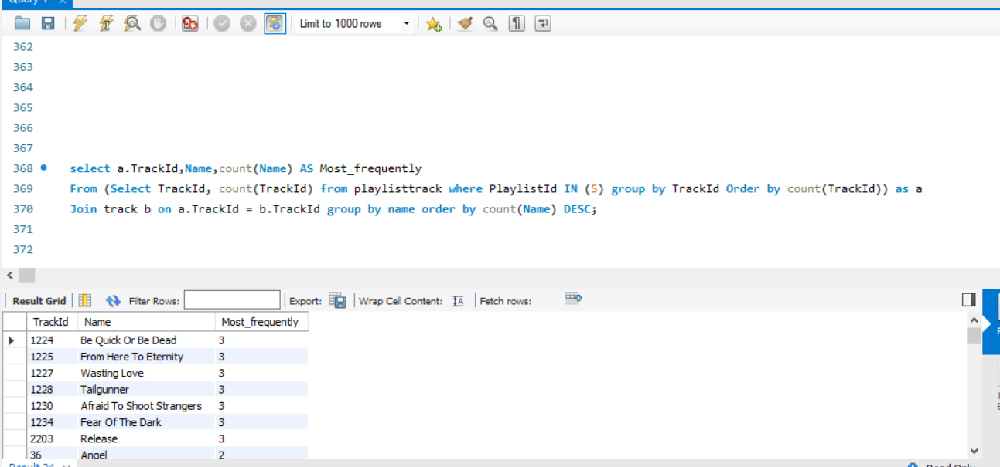 Limit to 1000 rows
362
363
364
365
366
367
368 select a.TrackId,Name,count(Name) AS Most_frequently
369 From (Select TrackId, count(TrackId) from playlisttrack where PlaylistId IN (5) group by TrackId Order by count(TrackId)) as a
370 Join track b on a.TrackId = b.TrackId group by name order by count(Name) DESC;
371
372
Result Grid Filter Rows: Export: Wrap Cell Content: IA Fetch rows:
TrackId Name Most_frequently
1224 Be Quick Or Be Dead 3
1225 From Here To Eternity 3
1227 Wasting Love 3
1228 Tailgunner 3
1230 Afraid To Shoot Strangers 3
1234 Fear Of The Dark 3
2203 Release 3
36 Angel 2
Read Only